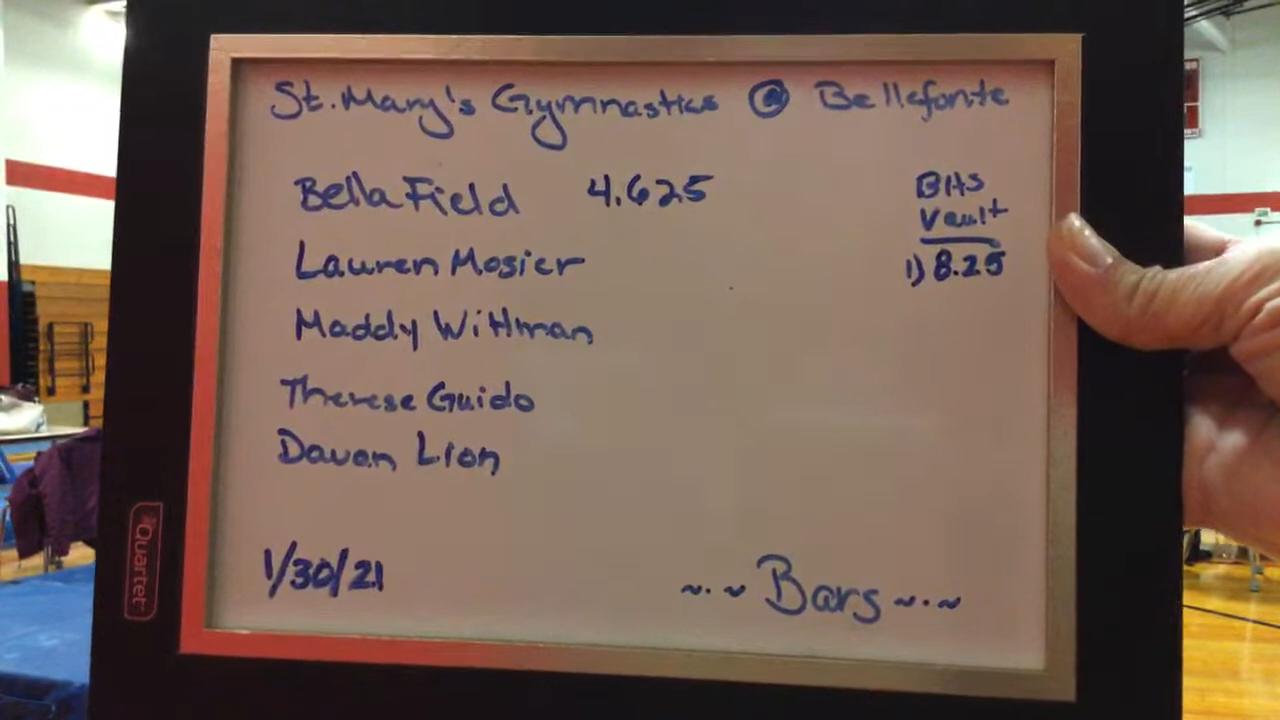 St. Mary's Gymnastics @ Bellefonte
Bella Field 4.625
Lauren Mosier
Maddy Wittman
Therese Guido
Davan Lion
BHS
Vault
1) 8.25
1/30/21
~·~ Bars ~·~
Quartet